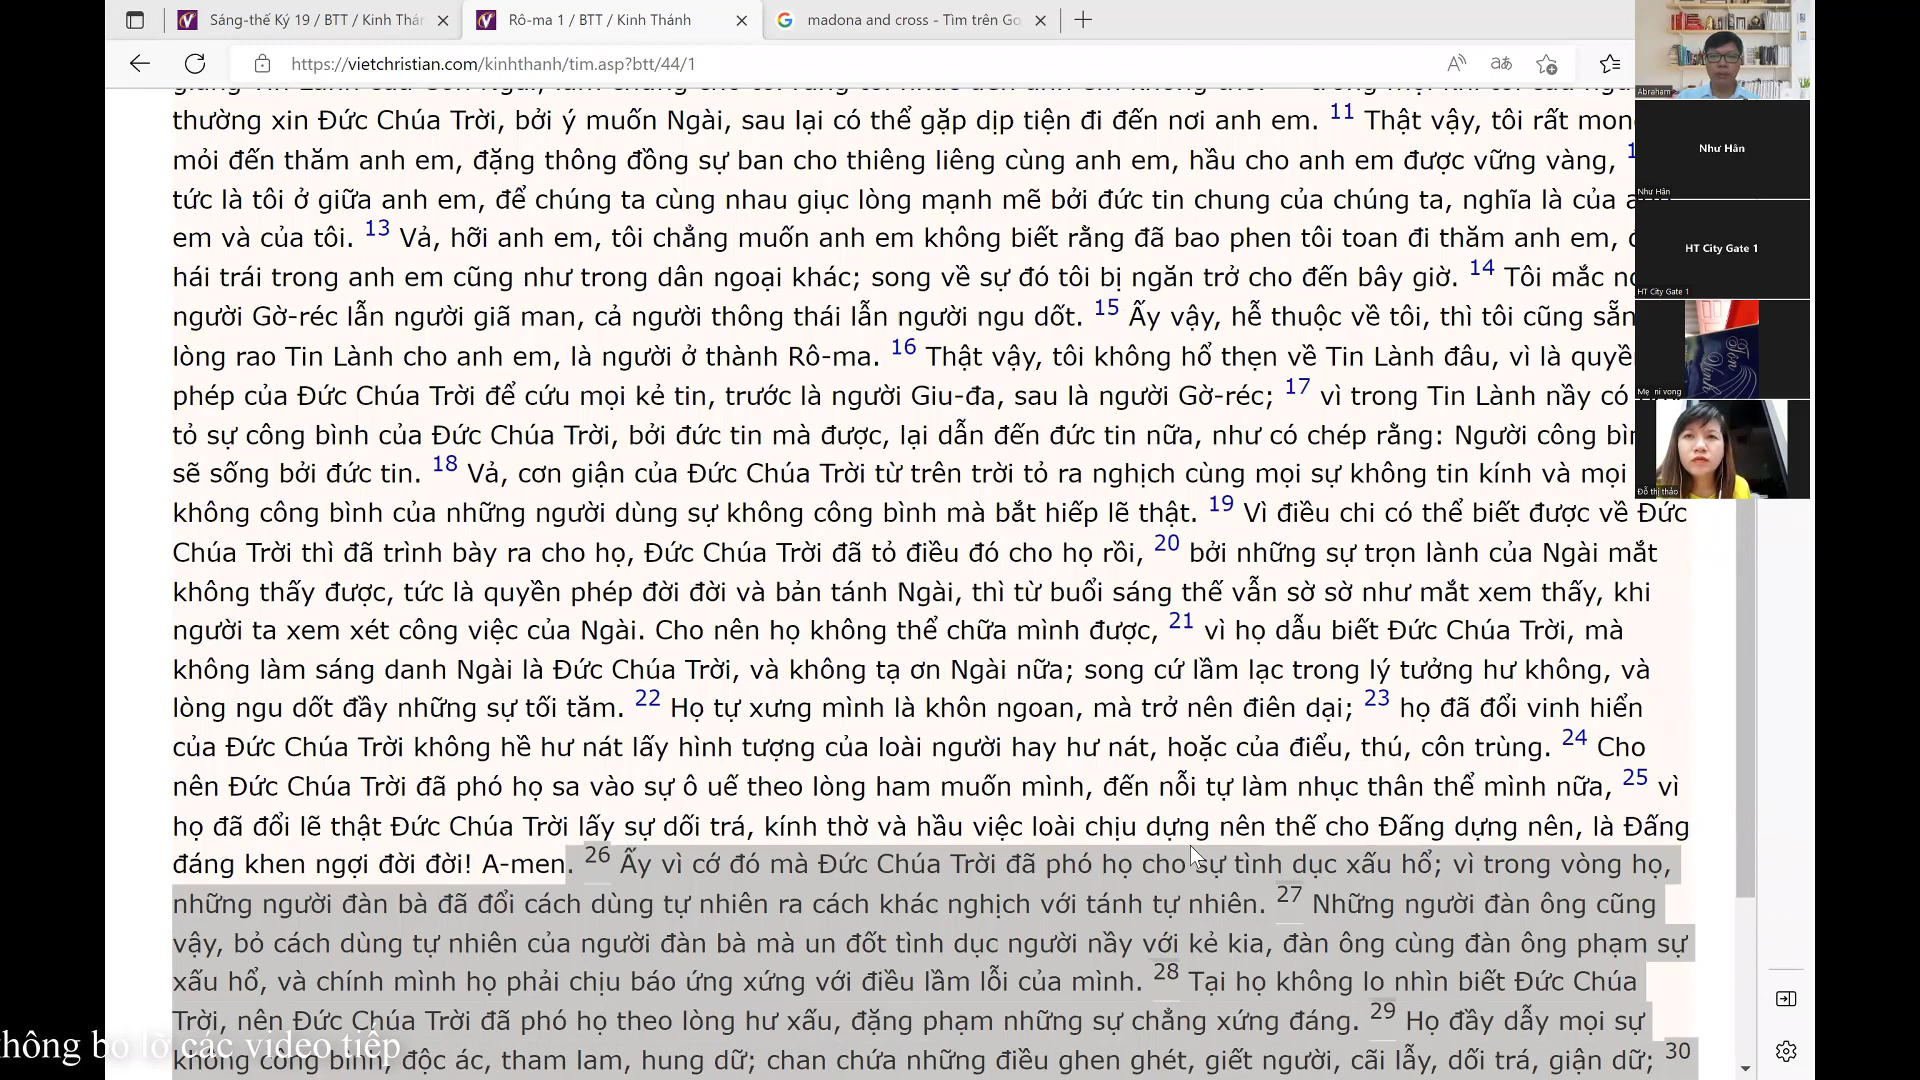 Sáng-thế Ký 19 / BTT / Kinh Thán
Rô-ma 1 / BTT / Kinh Thánh
madona and cross - Tìm trên Go
https://vietchristian.com/kinhthanh/tim.asp?btt/44/1
thường xin Đức Chúa Trời, bởi ý muốn Ngài, sau lại có thể gặp dịp tiện đi đến nơi anh em. 11 Thật vậy, tôi rất mon
mỏi đến thăm anh em, đặng thông đồng sự ban cho thiêng liêng cùng anh em, hầu cho anh em được vững vàng, 1
tức là tôi ở giữa anh em, để chúng ta cùng nhau giục lòng mạnh mẽ bởi đức tin chung của chúng ta, nghĩa là của
em và của tôi. 13 Vả, hỡi anh em, tôi chẳng muốn anh em không biết rằng đã bao phen tôi toan đi thăm anh em,
hái trái trong anh em cũng như trong dân ngoại khác; song về sự đó tôi bị ngăn trở cho đến bây giờ. 14 Tôi mắc
người Gờ-réc lẫn người giã man, cả người thông thái lẫn người ngu dốt. 15 Ấy vậy, hễ thuộc về tôi, thì tôi cũng sẵn
lòng rao Tin Lành cho anh em, là người ở thành Rô-ma. 16 Thật vậy, tôi không hổ thẹn về Tin Lành đâu, vì là quyề
phép của Đức Chúa Trời để cứu mọi kẻ tin, trước là người Giu-đa, sau là người Gờ-réc; 17 vì trong Tin Lành nầy có
tỏ sự công bình của Đức Chúa Trời, bởi đức tin mà được, lại dẫn đến đức tin nữa, như có chép rằng: Người công bìn
sẽ sống bởi đức tin. 18 Vả, cơn giận của Đức Chúa Trời từ trên trời tỏ ra nghịch cùng mọi sự không tin kính và mọi
không công bình của những người dùng sự không công bình mà bắt hiếp lẽ thật. 19 Vì điều chi có thể biết được về Đức
Chúa Trời thì đã trình bày ra cho họ, Đức Chúa Trời đã tỏ điều đó cho họ rồi, 20 bởi những sự trọn lành của Ngài mắt
không thấy được, tức là quyền phép đời đời và bản tánh Ngài, thì từ buổi sáng thế vẫn sờ sờ như mắt xem thấy, khi
người ta xem xét công việc của Ngài. Cho nên họ không thể chữa mình được, 21 vì họ dẫu biết Đức Chúa Trời, mà
không làm sáng danh Ngài là Đức Chúa Trời, và không tạ ơn Ngài nữa; song cứ lầm lạc trong lý tưởng hư không, và
lòng ngu dốt đầy những sự tối tăm. 22 Họ tự xưng mình là khôn ngoan, mà trở nên điên dại; 23 họ đã đổi vinh hiển
của Đức Chúa Trời không hề hư nát lấy hình tượng của loài người hay hư nát, hoặc của điểu, thú, côn trùng. 24 Cho
nên Đức Chúa Trời đã phó họ sa vào sự ô uế theo lòng ham muốn mình, đến nỗi tự làm nhục thân thể mình nữa, 25 vì
họ đã đổi lẽ thật Đức Chúa Trời lấy sự dối trá, kính thờ và hầu việc loài chịu dựng nên thế cho Đấng dựng nên, là Đấng
đáng khen ngợi đời đời! A-men. 26 Ấy vì cớ đó mà Đức Chúa Trời đã phó họ cho sự tình dục xấu hổ; vì trong vòng họ,
những người đàn bà đã đổi cách dùng tự nhiên ra cách khác nghịch với tánh tự nhiên. 27 Những người đàn ông cũng
vậy, bỏ cách dùng tự nhiên của người đàn bà mà un đốt tình dục người nầy với kẻ kia, đàn ông cùng đàn ông phạm sự
xấu hổ, và chính mình họ phải chịu báo ứng xứng với điều lầm lỗi của mình. 28 Tại họ không lo nhìn biết Đức Chúa
Trời, nên Đức Chúa Trời đã phó họ theo lòng hư xấu, đặng phạm những sự chẳng xứng đáng. 29 Họ đầy dẫy mọi sự
không công bình, độc ác, tham lam, hung dữ; chan chứa những điều ghen ghét, giết người, cãi lẫy, dối trá, giận dữ; 30
hông bỏ lỡ các video tiếp
Abraham
Như Hân
Như Hân
HT City Gate 1
HT City Gate 1
Mẹ ni vong
Đỗ thị thảo